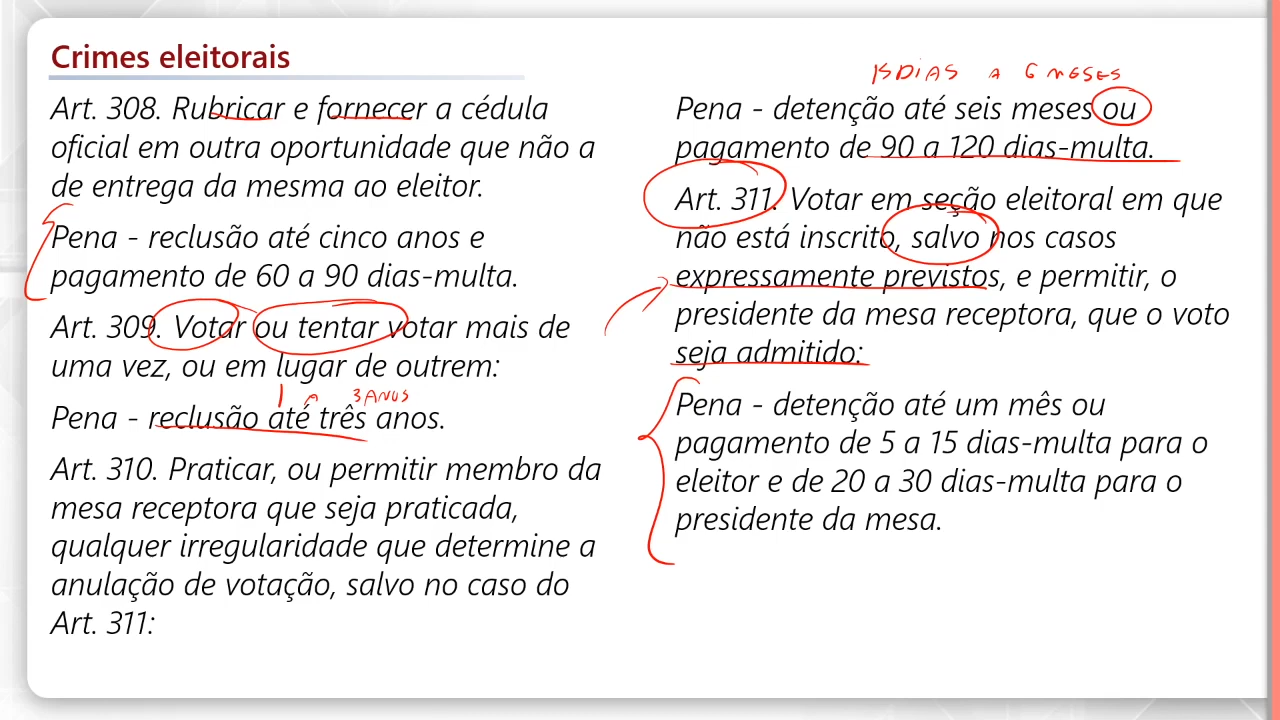 Crimes eleitorais
Art. 308. Rubricar e fornecer a cédula
oficial em outra oportunidade que não a
de entrega da mesma ao eleitor.
Pena - reclusão até cinco anos e
pagamento de 60 a 90 dias-multa.
Art. 309. Votar ou tentar votar mais de
uma vez, ou em lugar de outrem:
1 A 3 ANOS
Pena - reclusão até três anos.
Art. 310. Praticar, ou permitir membro da
mesa receptora que seja praticada,
qualquer irregularidade que determine a
anulação de votação, salvo no caso do
Art. 311:
15 DIAS A 6 MESES
Pena - detenção até seis meses ou
pagamento de 90 a 120 dias-multa.
Art. 311. Votar em seção eleitoral em que
não está inscrito, salvo nos casos
expressamente previstos, e permitir, o
presidente da mesa receptora, que o voto
seja admitido:
Pena - detenção até um mês ou
pagamento de 5 a 15 dias-multa para o
eleitor e de 20 a 30 dias-multa para o
presidente da mesa.